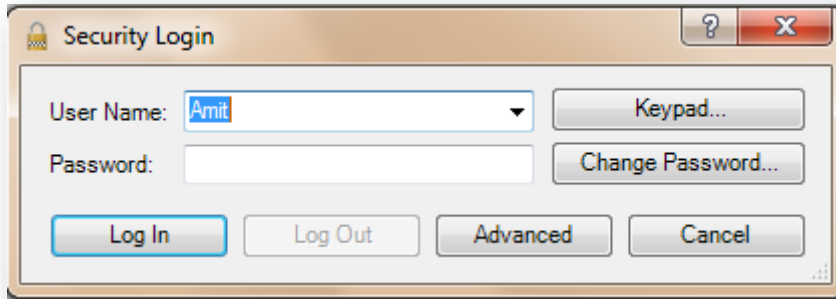 Security Login
User Name: Amit Keypad...
Password: Change Password...
Log In Log Out Advanced Cancel